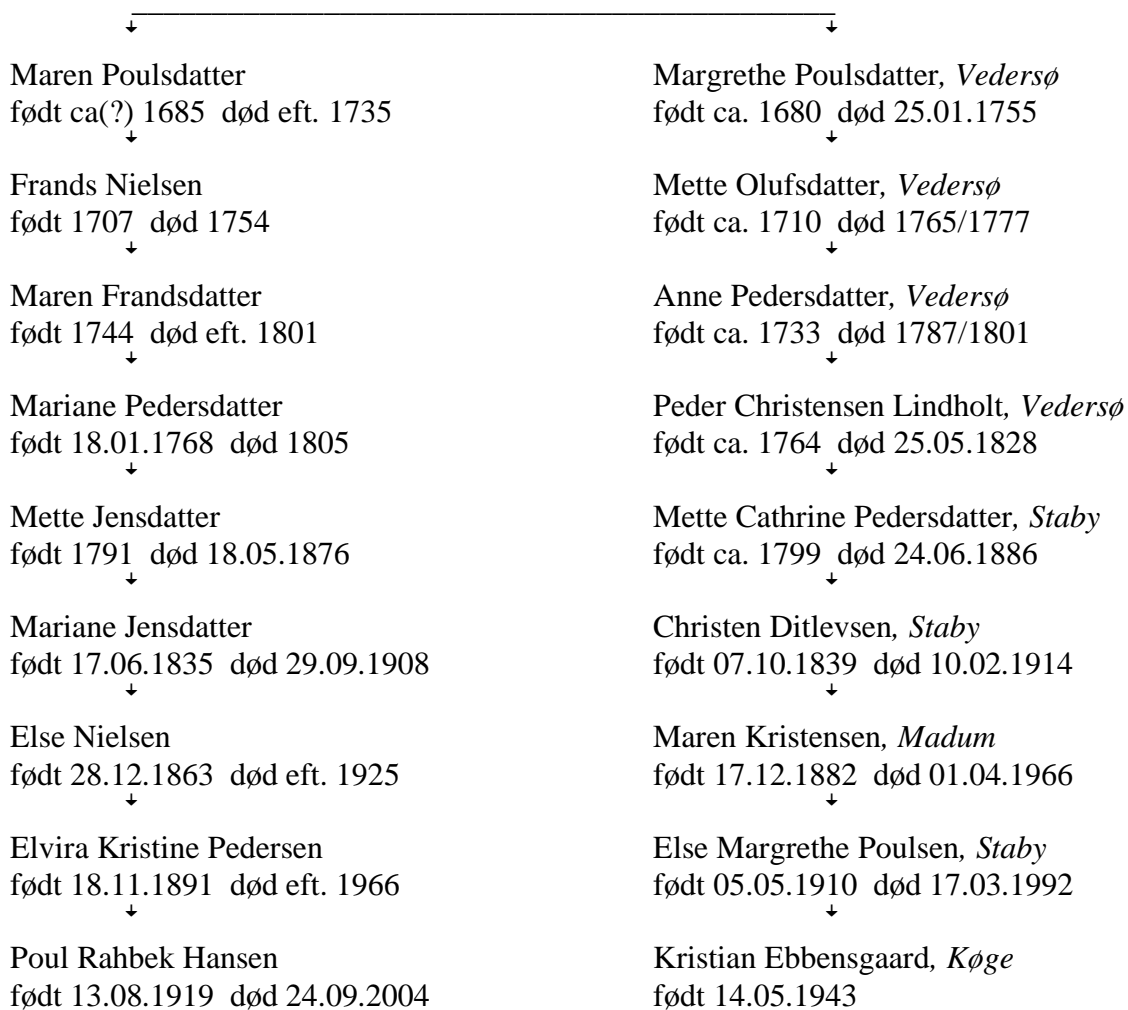 Maren Poulsdatter
født ca(?) 1685 død eft. 1735
Frands Nielsen
født 1707 død 1754
Maren Frandsdatter
født 1744 død eft. 1801
Mariane Pedersdatter
født 18.01.1768 død 1805
Mette Jensdatter
født 1791 død 18.05.1876
Mariane Jensdatter
født 17.06.1835 død 29.09.1908
Else Nielsen
født 28.12.1863 død eft. 1925
Elvira Kristine Pedersen
født 18.11.1891 død eft. 1966
Poul Rahbek Hansen
født 13.08.1919 død 24.09.2004
Margrethe Poulsdatter, Vedersø
født ca. 1680 død 25.01.1755
Mette Olufsdatter, Vedersø
født ca. 1710 død 1765/1777
Anne Pedersdatter, Vedersø
født ca. 1733 død 1787/1801
Peder Christensen Lindholt, Vedersø
født ca. 1764 død 25.05.1828
Mette Cathrine Pedersdatter, Staby
født ca. 1799 død 24.06.1886
Christen Ditlevsen, Staby
født 07.10.1839 død 10.02.1914
Maren Kristensen, Madum
født 17.12.1882 død 01.04.1966
Else Margrethe Poulsen, Staby
født 05.05.1910 død 17.03.1992
Kristian Ebbensgaard, Køge
født 14.05.1943